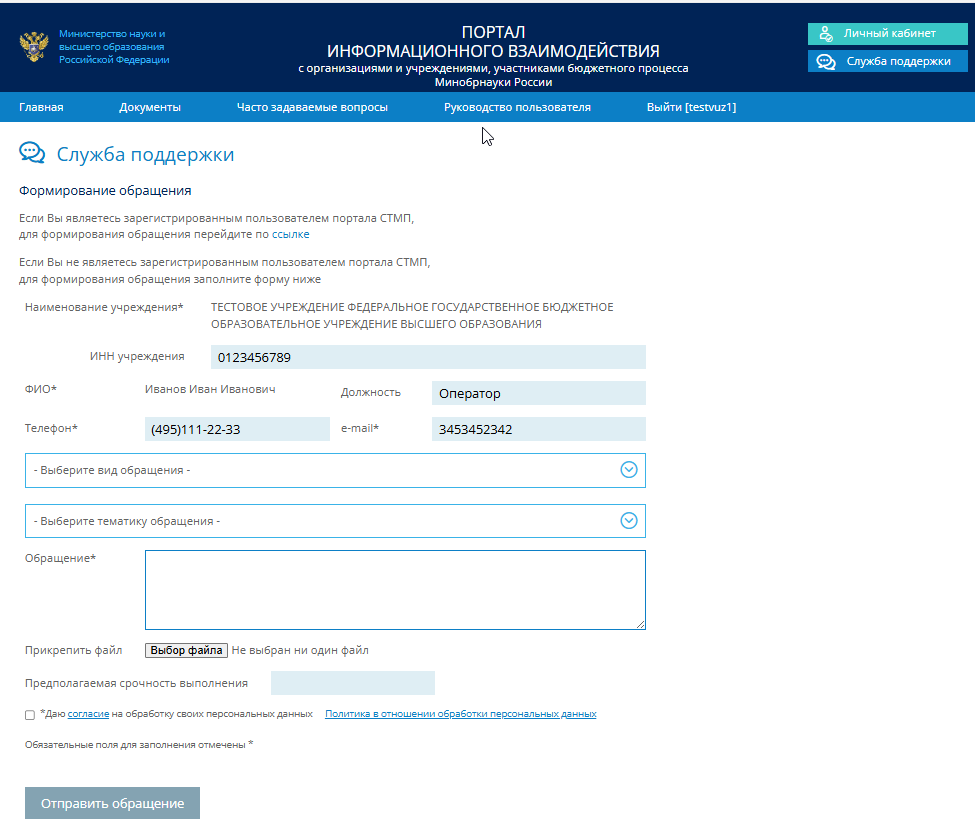 Министерство науки и
высшего образования
Российской Федерации
ПОРТАЛ
ИНФОРМАЦИОННОГО ВЗАИМОДЕЙСТВИЯ
с организациями и учреждениями, участниками бюджетного процесса
Минобрнауки России
Личный кабинет
Служба поддержки
Главная Документы Часто задаваемые вопросы Руководство пользователя Выйти [testvuz1]
Служба поддержки
Формирование обращения
Если Вы являетесь зарегистрированным пользователем портала СТМП,
для формирования обращения перейдите по ссылке
Если Вы не являетесь зарегистрированным пользователем портала СТМП,
для формирования обращения заполните форму ниже
Наименование учреждения* ТЕСТОВОЕ УЧРЕЖДЕНИЕ ФЕДЕРАЛЬНОЕ ГОСУДАРСТВЕННОЕ БЮДЖЕТНОЕ
ОБРАЗОВАТЕЛЬНОЕ УЧРЕЖДЕНИЕ ВЫСШЕГО ОБРАЗОВАНИЯ
ИНН учреждения 0123456789
ФИО* Иванов Иван Иванович Должность Оператор
Телефон* (495)111-22-33 e-mail* 3453452342
- Выберите вид обращения -
- Выберите тематику обращения -
Обращение*
Прикрепить файл Выбор файла Не выбран ни один файл
Предполагаемая срочность выполнения
*Даю согласие на обработку своих персональных данных Политика в отношении обработки персональных данных
Обязательные поля для заполнения отмечены *
Отправить обращение